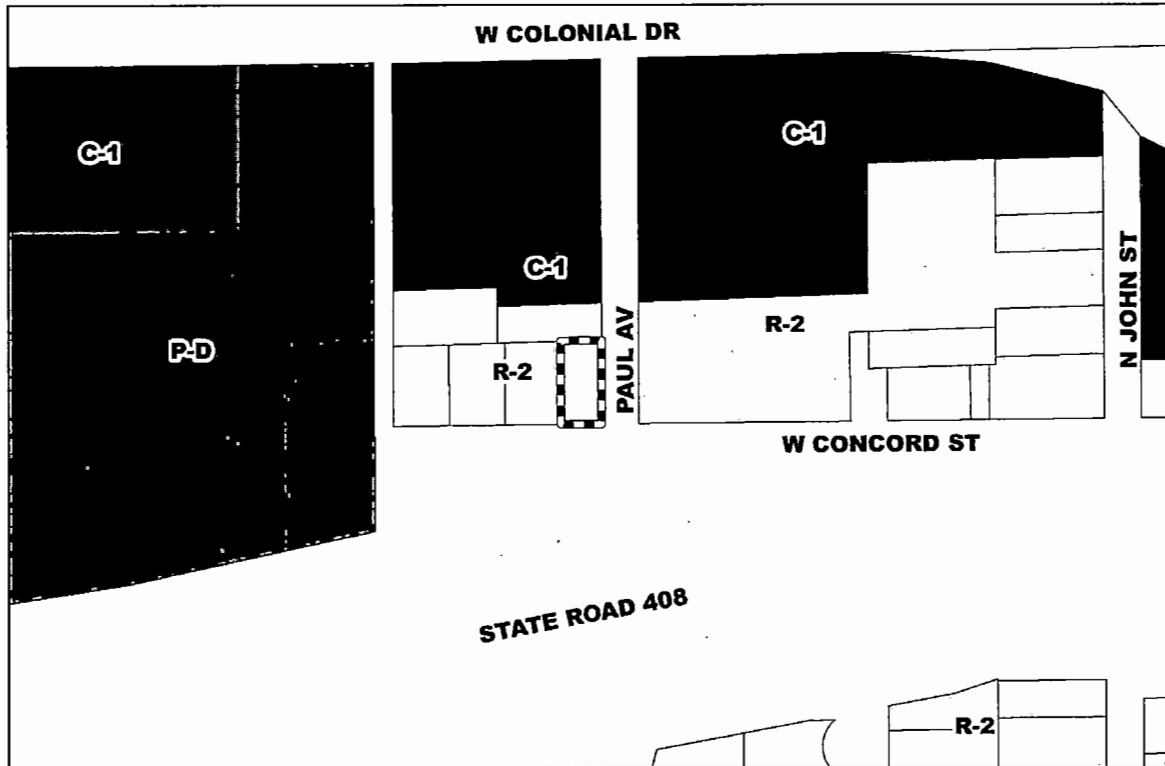 W COLONIAL DR
C-1
C-1
C-1
R-2
P-D
R-2
PAUL AV
N JOHN ST
W CONCORD ST
STATE ROAD 408
R-2